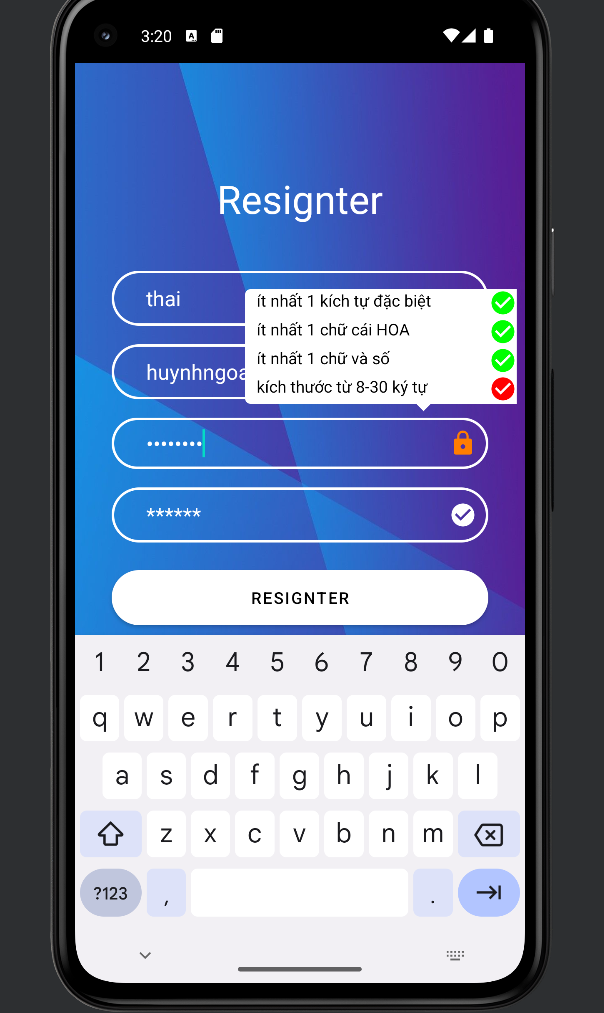 3:20
Resignter
thai
ít nhất 1 kích tự đặc biệt
ít nhất 1 chữ cái HOA
ít nhất 1 chữ và số
kích thước từ 8-30 ký tự
huynhngoa
••••••••
******
RESIGNTER
1 2 3 4 5 6 7 8 9 0
q w e r t y u i o p
a s d f g h j k l
z x c v b n m
?123 , .